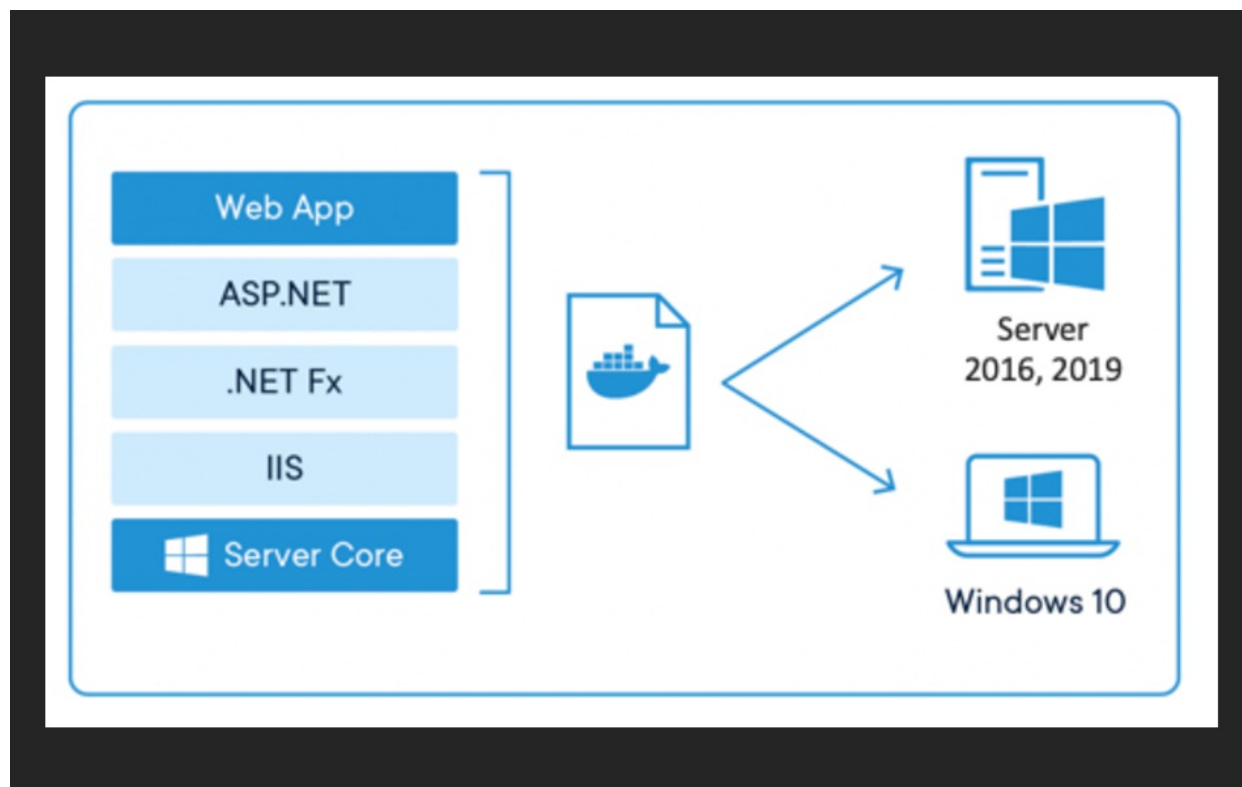 Web App
ASP.NET
.NET Fx
IIS
Server Core
Server
2016, 2019
Windows 10